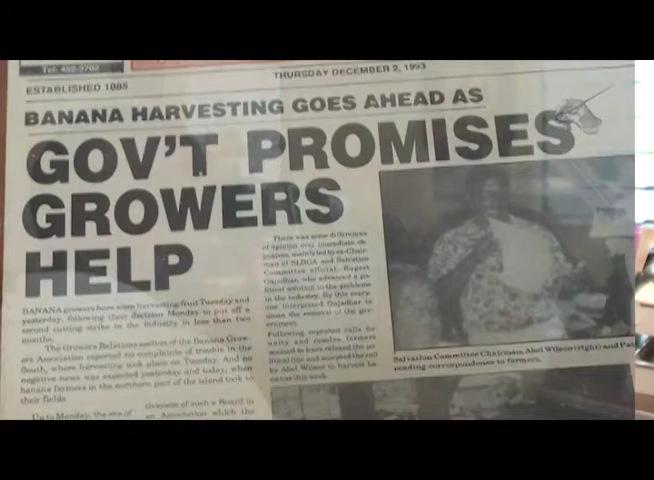 Tel: 452-3703
THURSDAY DECEMBER 2, 1993
ESTABLISHED 1885
BANANA HARVESTING GOES AHEAD AS
GOV'T PROMISES
GROWERS
HELP
BANANA growers here were harvesting fruit Tuesday and
yesterday, following their decision Monday to put off a
second cutting strike in the industry in less than two
months.
The Growers Relations section of the Banana Grow-
ers Association reported no complaints of trouble in the
South, where harvesting took place on Tuesday. And no
negative news was expected yesterday and today, when
banana farmers in the northern part of the island took to
their fields.
Up to Monday, the
tiveness of such a Board in
an Association which the
There was some differences
of opinion over immediate ob-
jectives, mainly led by ex-Chair-
man of SLBGA and Salvation
Committee official, Rupert
Gajadhar, who advanced a po-
litical solution to the problems
in the industry. By this every-
one interpreted Gajadhar to
mean the removal of the gov-
ernment.
Following repeated calls for
unity and resolve farmers
seemed to have relaxed the po-
litical line and accepted the call
by Abel Wilson to harvest ba-
nanas this week.
Salvation Committee Chairman, Abel Wilson (right) and
correspondence to farmers.